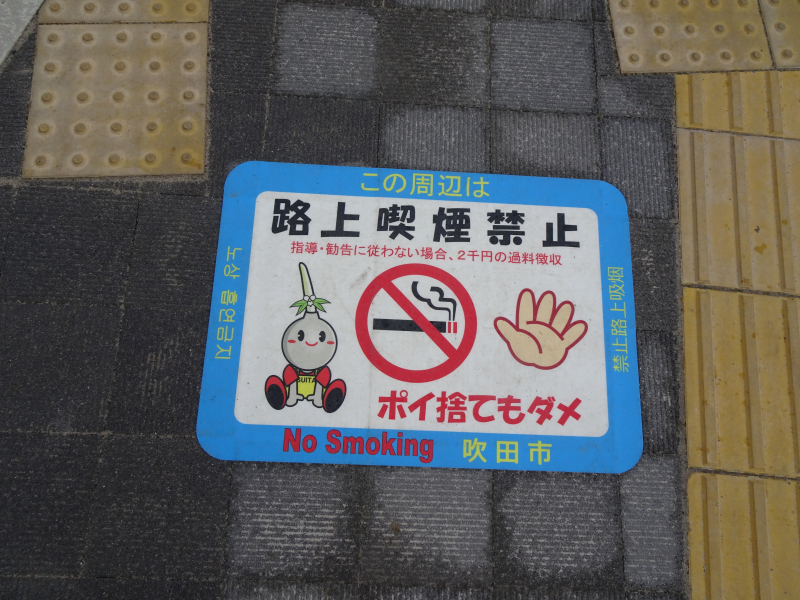 この周辺は
路上喫煙禁止
指導・勧告に従わない場合、2千円の過料徴収
노상 흡연금지
禁止路上吸烟
SUITA
ポイ捨てもダメ
No Smoking
吹田市